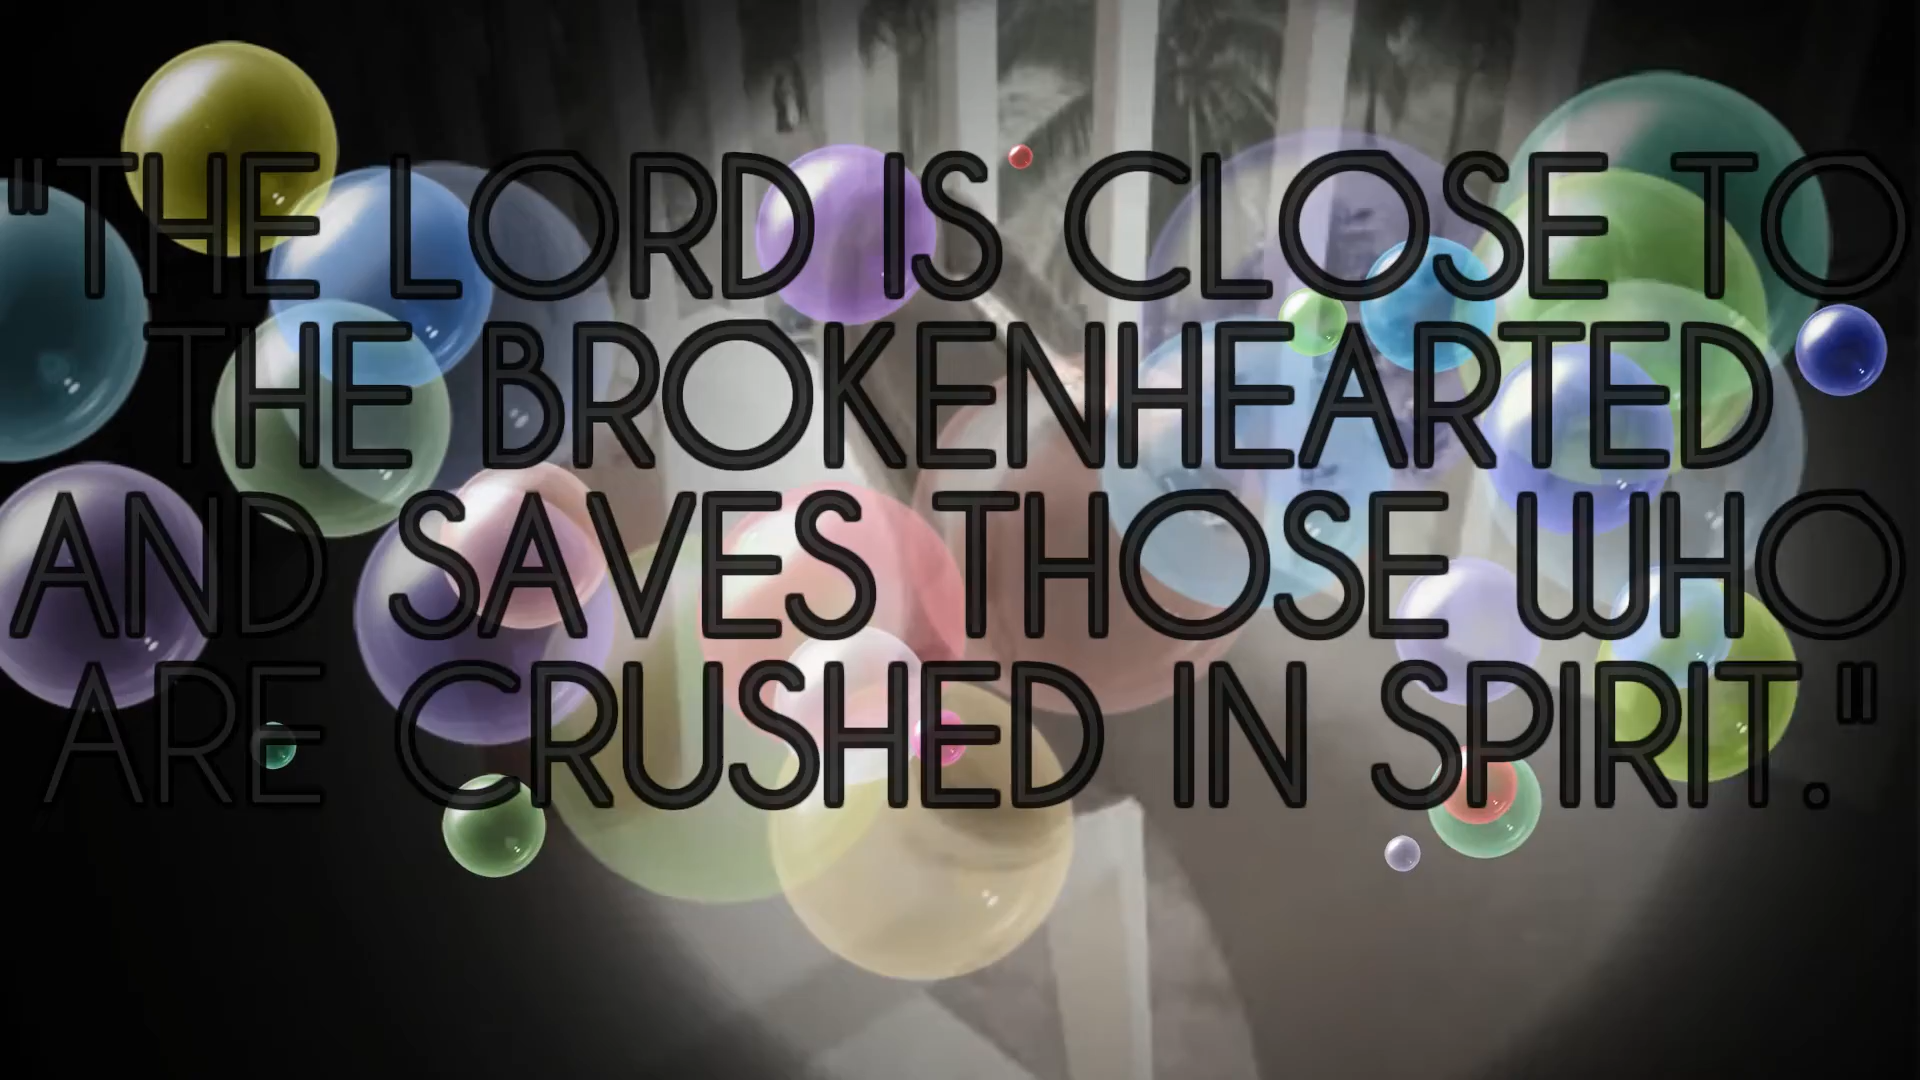 "THE LORD IS CLOSE TO
THE BROKENHEARTED
AND SAVES THOSE WHO
ARE CRUSHED IN SPIRIT."